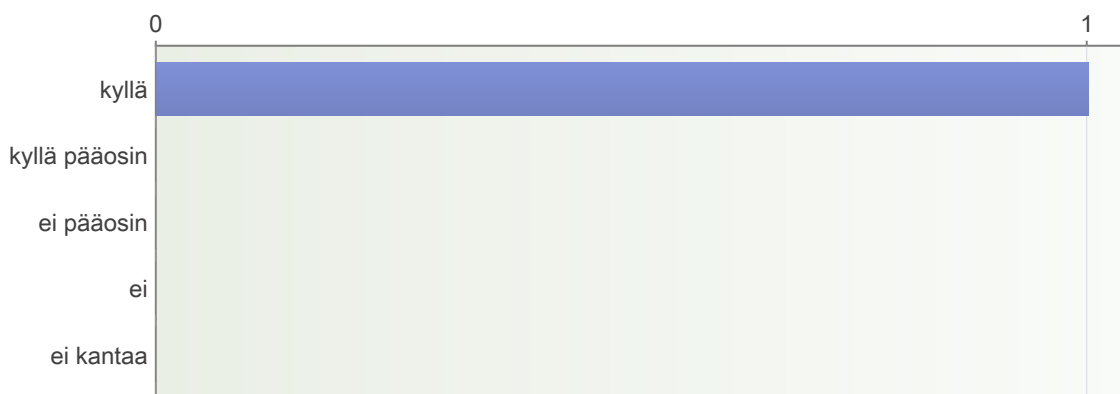 0 1
kyllä
kyllä pääosin
ei pääosin
ei
ei kantaa